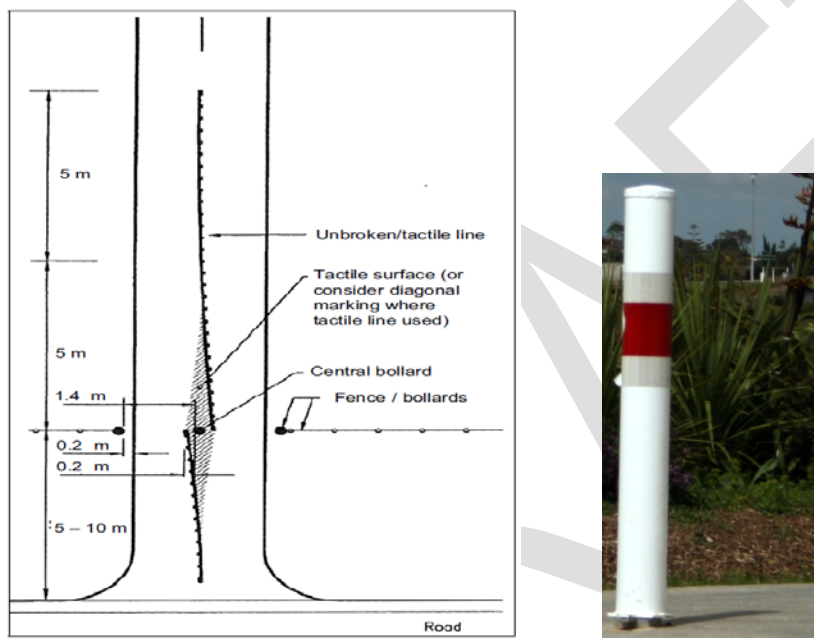 5 m
Unbroken/tactile line
Tactile surface (or
consider diagonal
marking where
tactile line used)
5 m
Central bollard
1.4 m
Fence / bollards
0.2 m
0.2 m
5 – 10 m
Road